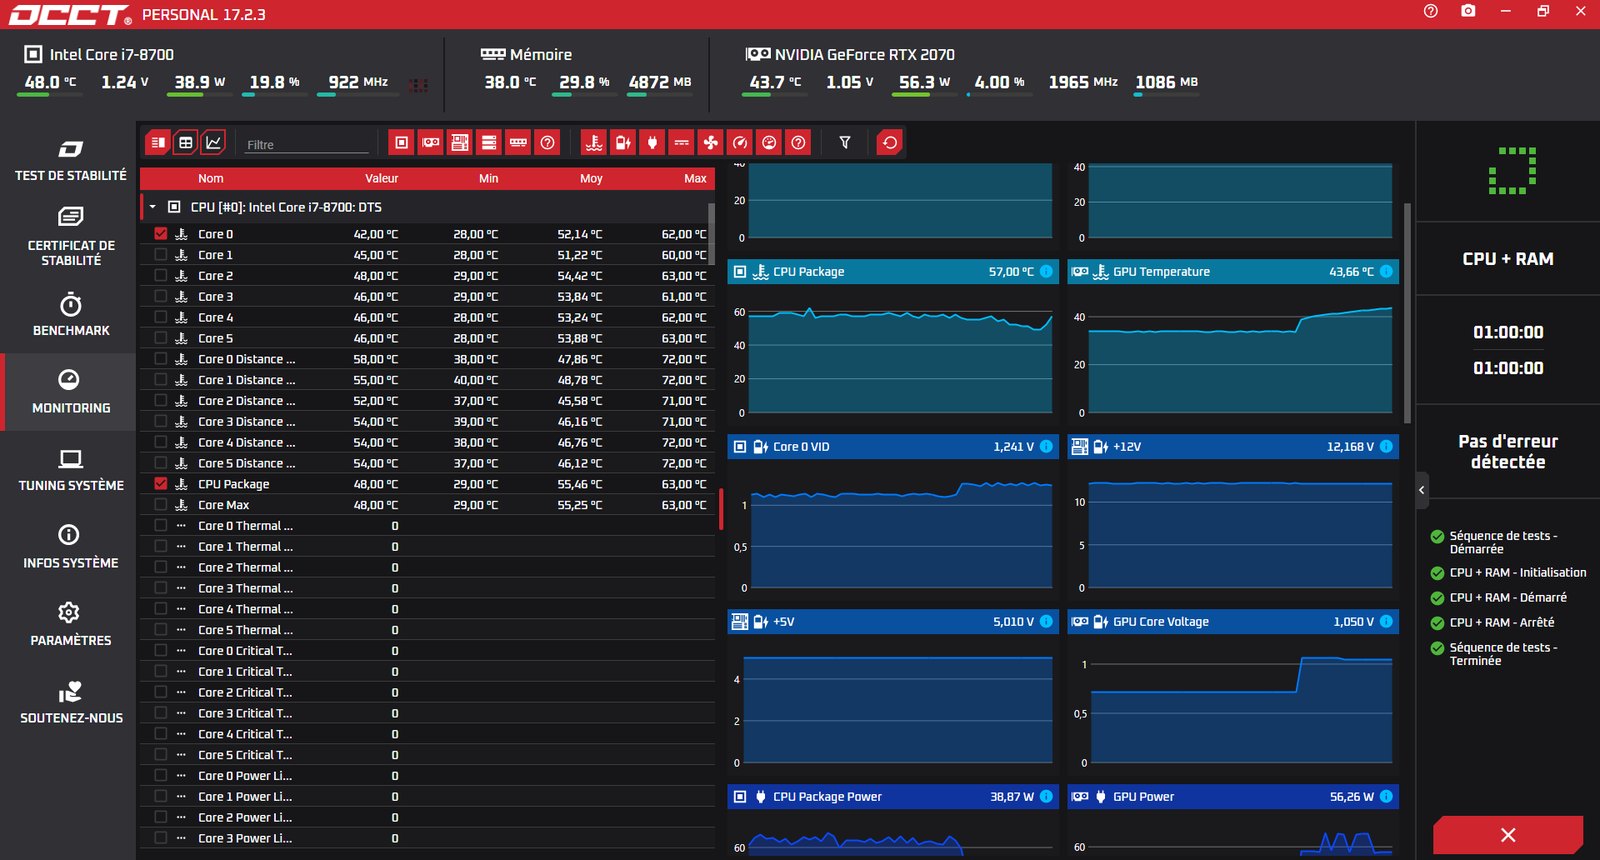 OCCT® PERSONAL 17.2.3
Intel Core i7-8700
48.0 °C 1.24 V 38.9 W 19.8 % 922 MHz
Mémoire
38.0 °C 29.8 % 4872 MB
NVIDIA GeForce RTX 2070
43.7 °C 1.05 V 56.3 W 4.00 % 1965 MHz 1086 MB
TEST DE STABILITÉ
CERTIFICAT DE
STABILITÉ
BENCHMARK
MONITORING
TUNING SYSTÈME
INFOS SYSTÈME
PARAMÈTRES
SOUTENEZ-NOUS
Filtre
Nom Valeur Min Moy Max
CPU [#0]: Intel Core i7-8700: DTS
Core 0 42,00 °C 28,00 °C 52,14 °C 62,00 °C
Core 1 45,00 °C 28,00 °C 51,22 °C 60,00 °C
Core 2 48,00 °C 29,00 °C 54,42 °C 63,00 °C
Core 3 46,00 °C 29,00 °C 53,84 °C 61,00 °C
Core 4 46,00 °C 28,00 °C 53,24 °C 62,00 °C
Core 5 46,00 °C 28,00 °C 53,88 °C 63,00 °C
Core 0 Distance ... 58,00 °C 38,00 °C 47,86 °C 72,00 °C
Core 1 Distance ... 55,00 °C 40,00 °C 48,78 °C 72,00 °C
Core 2 Distance ... 52,00 °C 37,00 °C 45,58 °C 71,00 °C
Core 3 Distance ... 54,00 °C 39,00 °C 46,16 °C 71,00 °C
Core 4 Distance ... 54,00 °C 38,00 °C 46,76 °C 72,00 °C
Core 5 Distance ... 54,00 °C 37,00 °C 46,12 °C 72,00 °C
CPU Package 48,00 °C 29,00 °C 55,46 °C 63,00 °C
Core Max 48,00 °C 29,00 °C 55,25 °C 63,00 °C
Core 0 Thermal ... 0
Core 1 Thermal ... 0
Core 2 Thermal ... 0
Core 3 Thermal ... 0
Core 4 Thermal ... 0
Core 5 Thermal ... 0
Core 0 Critical T... 0
Core 1 Critical T... 0
Core 2 Critical T... 0
Core 3 Critical T... 0
Core 4 Critical T... 0
Core 5 Critical T... 0
Core 0 Power Li... 0
Core 1 Power Li... 0
Core 2 Power Li... 0
Core 3 Power Li... 0
40
20
0
40
20
0
CPU Package 57,00 °C
60
40
20
0
GPU Temperature 43,66 °C
40
20
0
Core 0 VID 1,241 V
1
0,5
0
+12V 12,168 V
10
5
0
+5V 5,010 V
4
2
0
GPU Core Voltage 1,050 V
1
0,5
0
CPU Package Power 38,87 W
60
GPU Power 56,26 W
60
CPU + RAM
01:00:00
01:00:00
Pas d'erreur
détectée
Séquence de tests -
Démarrée
CPU + RAM - Initialisation
CPU + RAM - Démarré
CPU + RAM - Arrêté
Séquence de tests -
Terminée